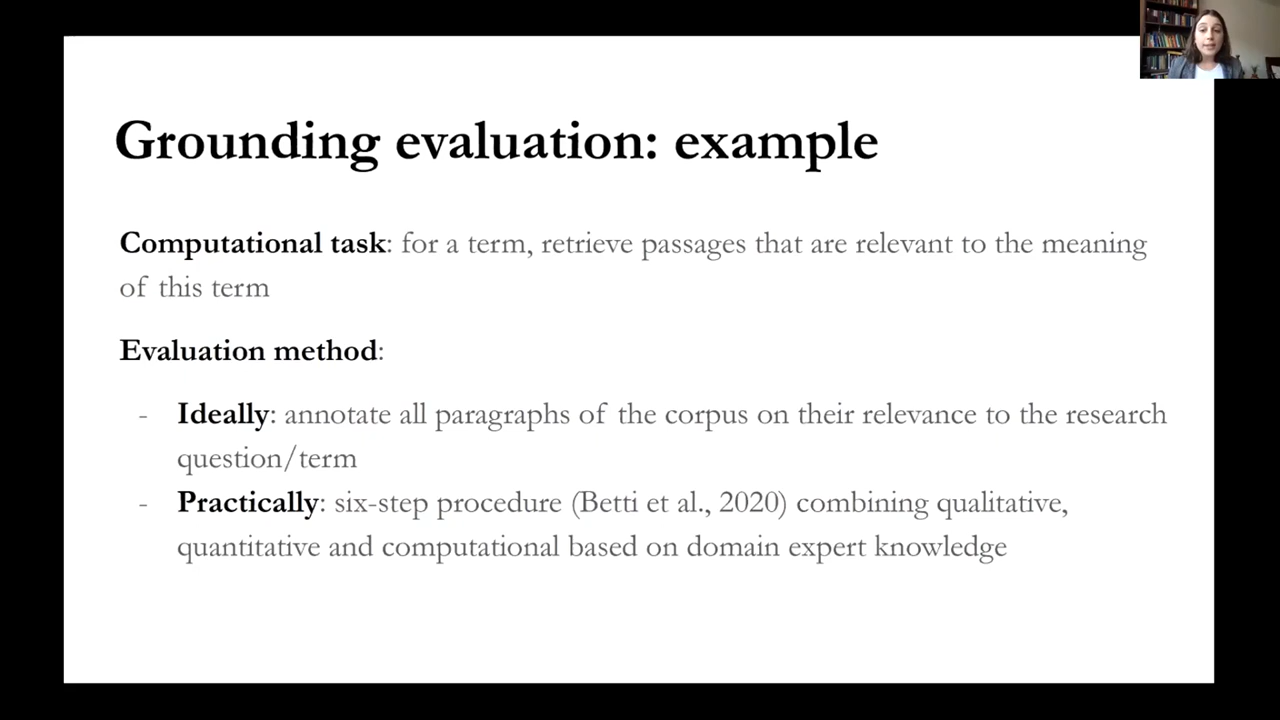 Grounding evaluation: example
Computational task: for a term, retrieve passages that are relevant to the meaning
of this term
Evaluation method:
- Ideally: annotate all paragraphs of the corpus on their relevance to the research
question/term
- Practically: six-step procedure (Betti et al., 2020) combining qualitative,
quantitative and computational based on domain expert knowledge